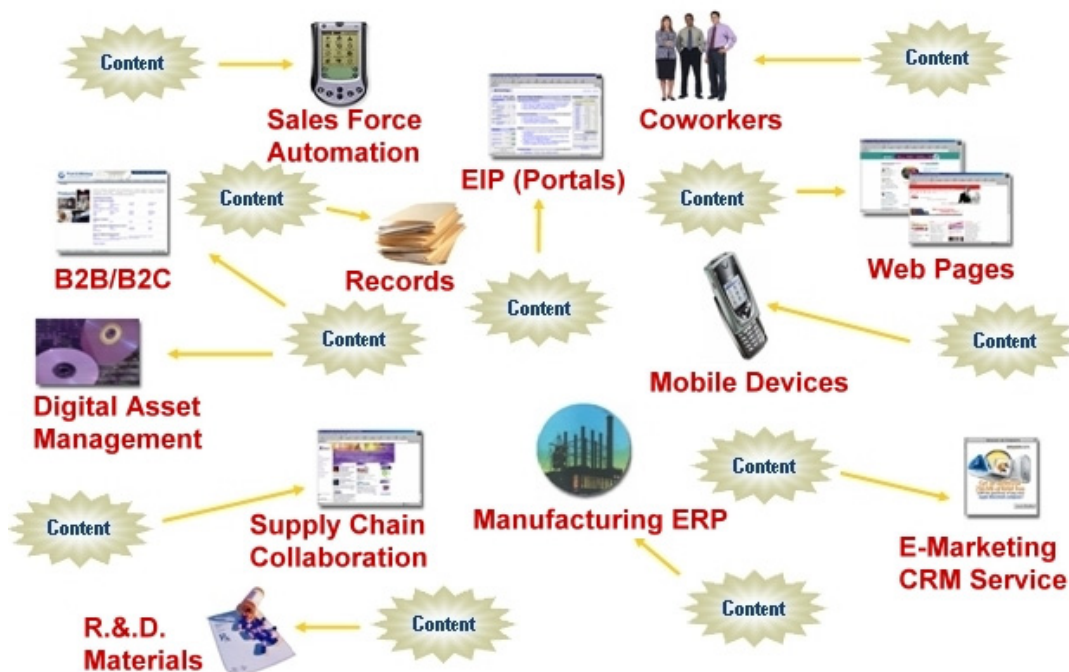 Content
Content
Sales Force
Automation
EIP (Portals)
Coworkers
Content
Content
B2B/B2C
Records
Web Pages
Content
Content
Content
Digital Asset
Management
Mobile Devices
Content
Content
Supply Chain
Collaboration
Manufacturing ERP
E-Marketing
CRM Service
R.&.D.
Materials
Content
Content